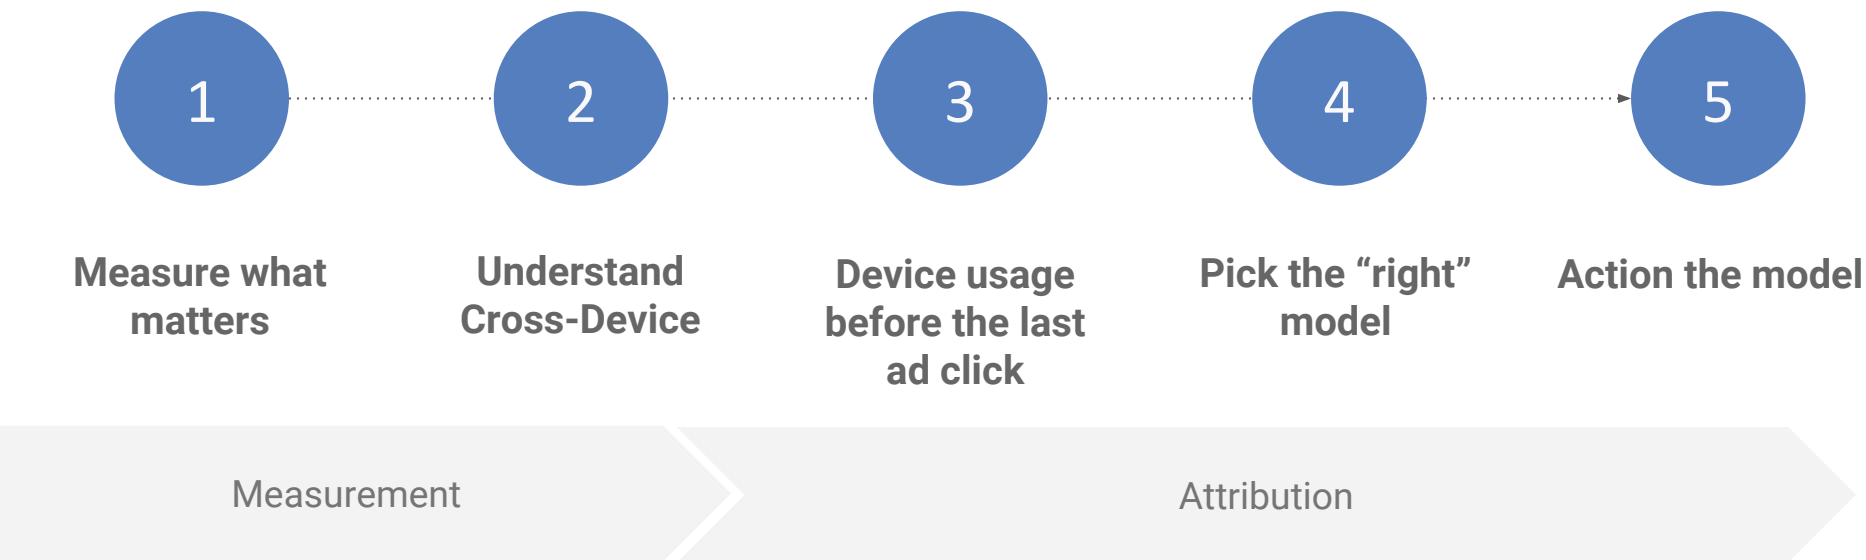 1
2
3
4
5
Measure what
matters
Understand
Cross-Device
Device usage
before the last
ad click
Pick the “right”
model
Action the model
Measurement
Attribution